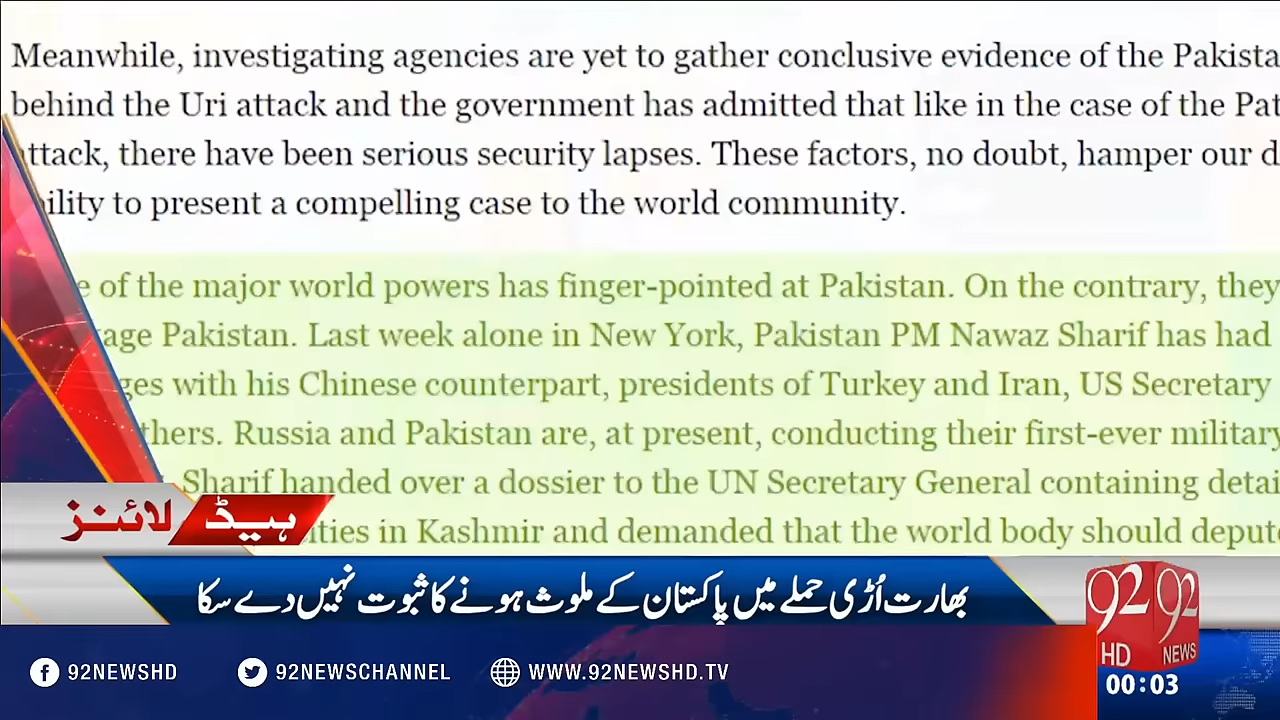 Meanwhile, investigating agencies are yet to gather conclusive evidence of the Pakista
behind the Uri attack and the government has admitted that like in the case of the Pat
attack, there have been serious security lapses. These factors, no doubt, hamper our d
ility to present a compelling case to the world community.
e of the major world powers has finger-pointed at Pakistan. On the contrary, they
age Pakistan. Last week alone in New York, Pakistan PM Nawaz Sharif has had
ges with his Chinese counterpart, presidents of Turkey and Iran, US Secretary
thers. Russia and Pakistan are, at present, conducting their first-ever military
Sharif handed over a dossier to the UN Secretary General containing detai
ities in Kashmir and demanded that the world body should depute
ہیڈ لائنز
بھارت اُڑی حملے میں پاکستان کے ملوث ہونے کا ثبوت نہیں دے سکا
92 92
HD NEWS
00:03
92NEWSHD 92NEWSCHANNEL WWW.92NEWSHD.TV